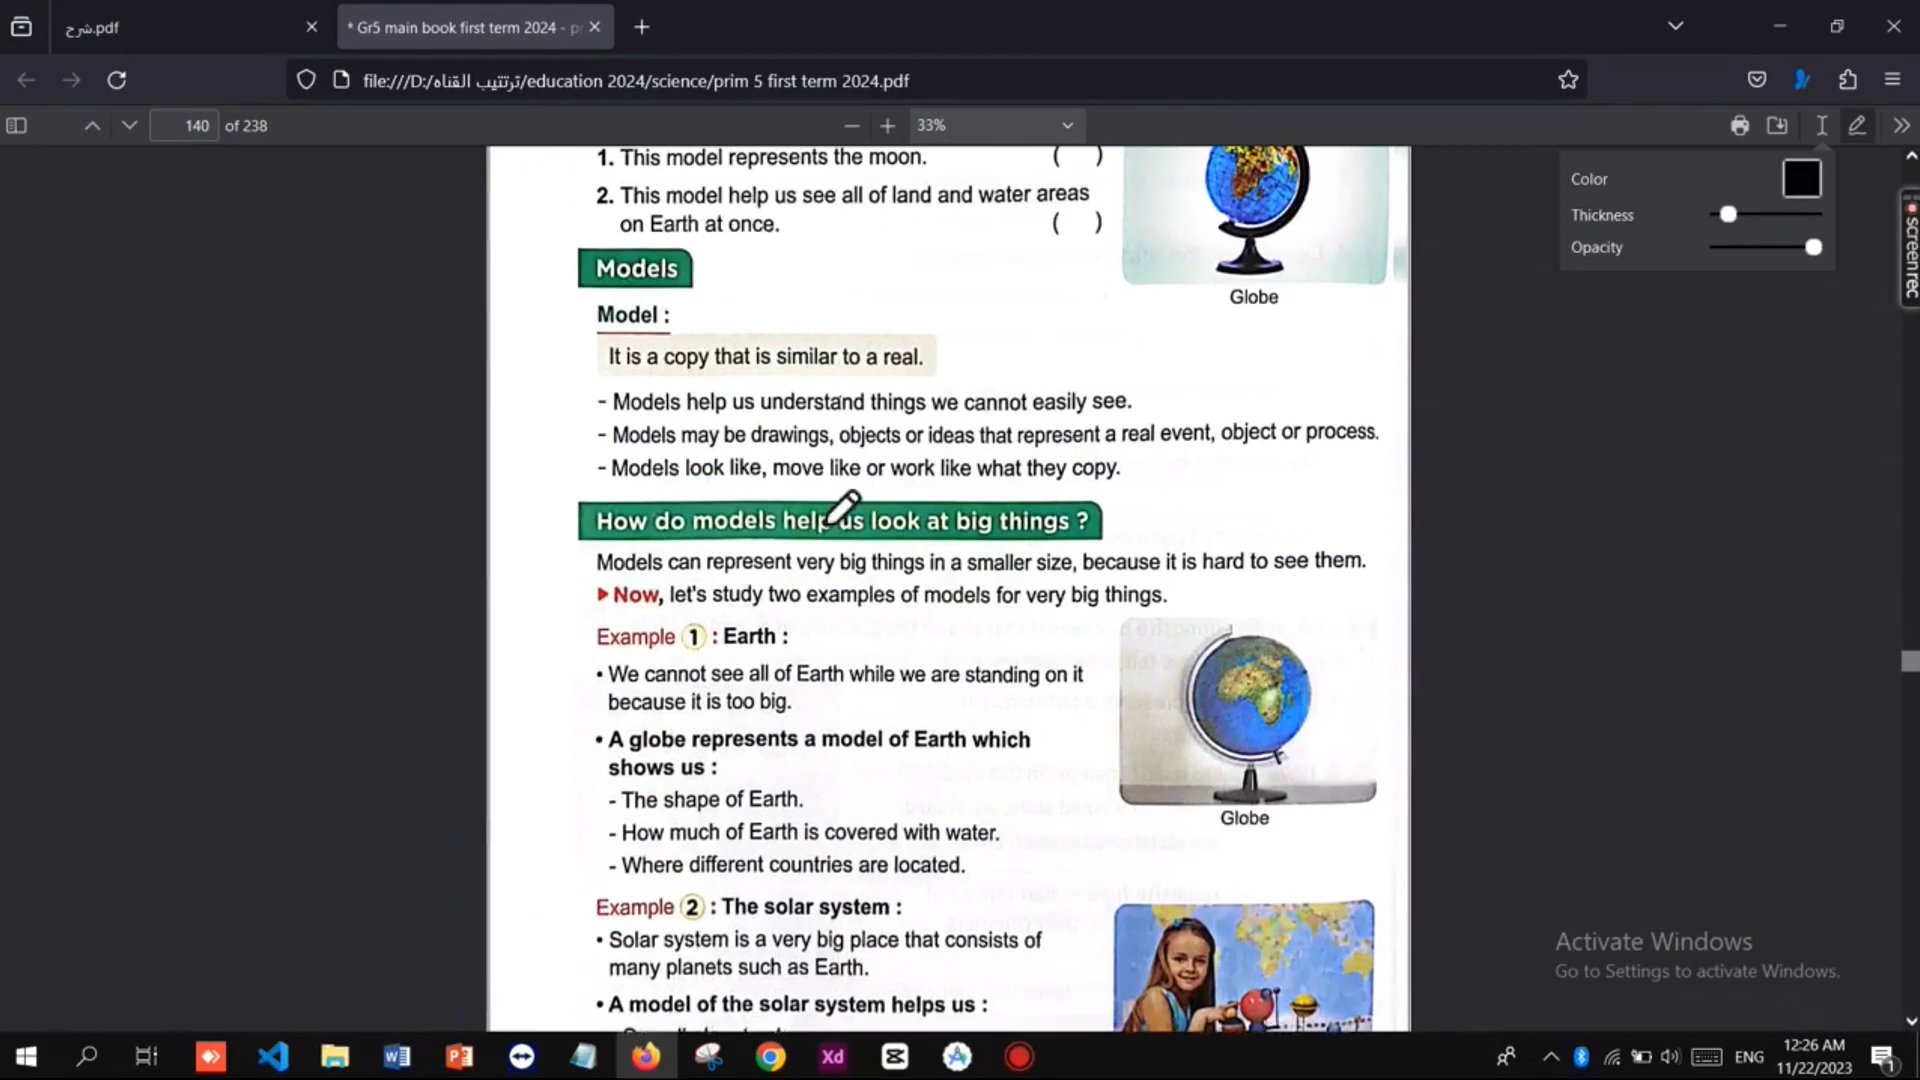 شرح.pdf
* Gr5 main book first term 2024 - pr
file:///D:/ترتتيب القناه/education 2024/science/prim 5 first term 2024.pdf
140 of 238
33%
Color
Thickness
Opacity
screen rec
1. This model represents the moon. ( )
2. This model help us see all of land and water areas
on Earth at once. ( )
Globe
Models
Model :
It is a copy that is similar to a real.
- Models help us understand things we cannot easily see.
- Models may be drawings, objects or ideas that represent a real event, object or process.
- Models look like, move like or work like what they copy.
How do models help us look at big things ?
Models can represent very big things in a smaller size, because it is hard to see them.
Now, let's study two examples of models for very big things.
Example 1 : Earth :
• We cannot see all of Earth while we are standing on it
because it is too big.
• A globe represents a model of Earth which
shows us :
- The shape of Earth.
- How much of Earth is covered with water.
- Where different countries are located.
Globe
Example 2 : The solar system :
• Solar system is a very big place that consists of
many planets such as Earth.
• A model of the solar system helps us :
Activate Windows
Go to Settings to activate Windows.
Xd
ENG
12:26 AM
11/22/2023
1